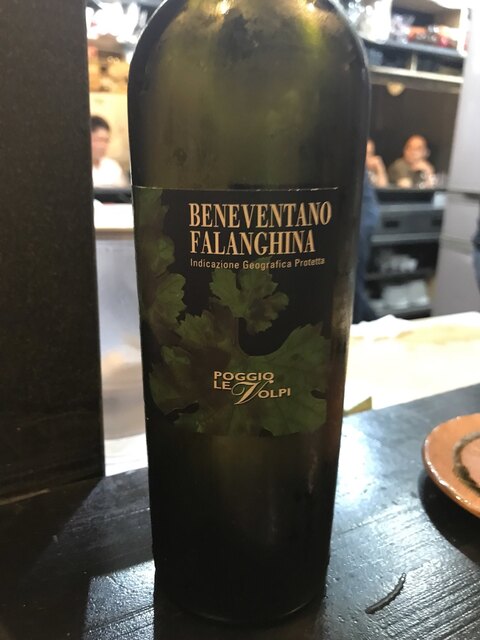 BENEVENTANO
FALANGHINA
Indicazione Geografica Protetta
POGGIO
LE VOLPI